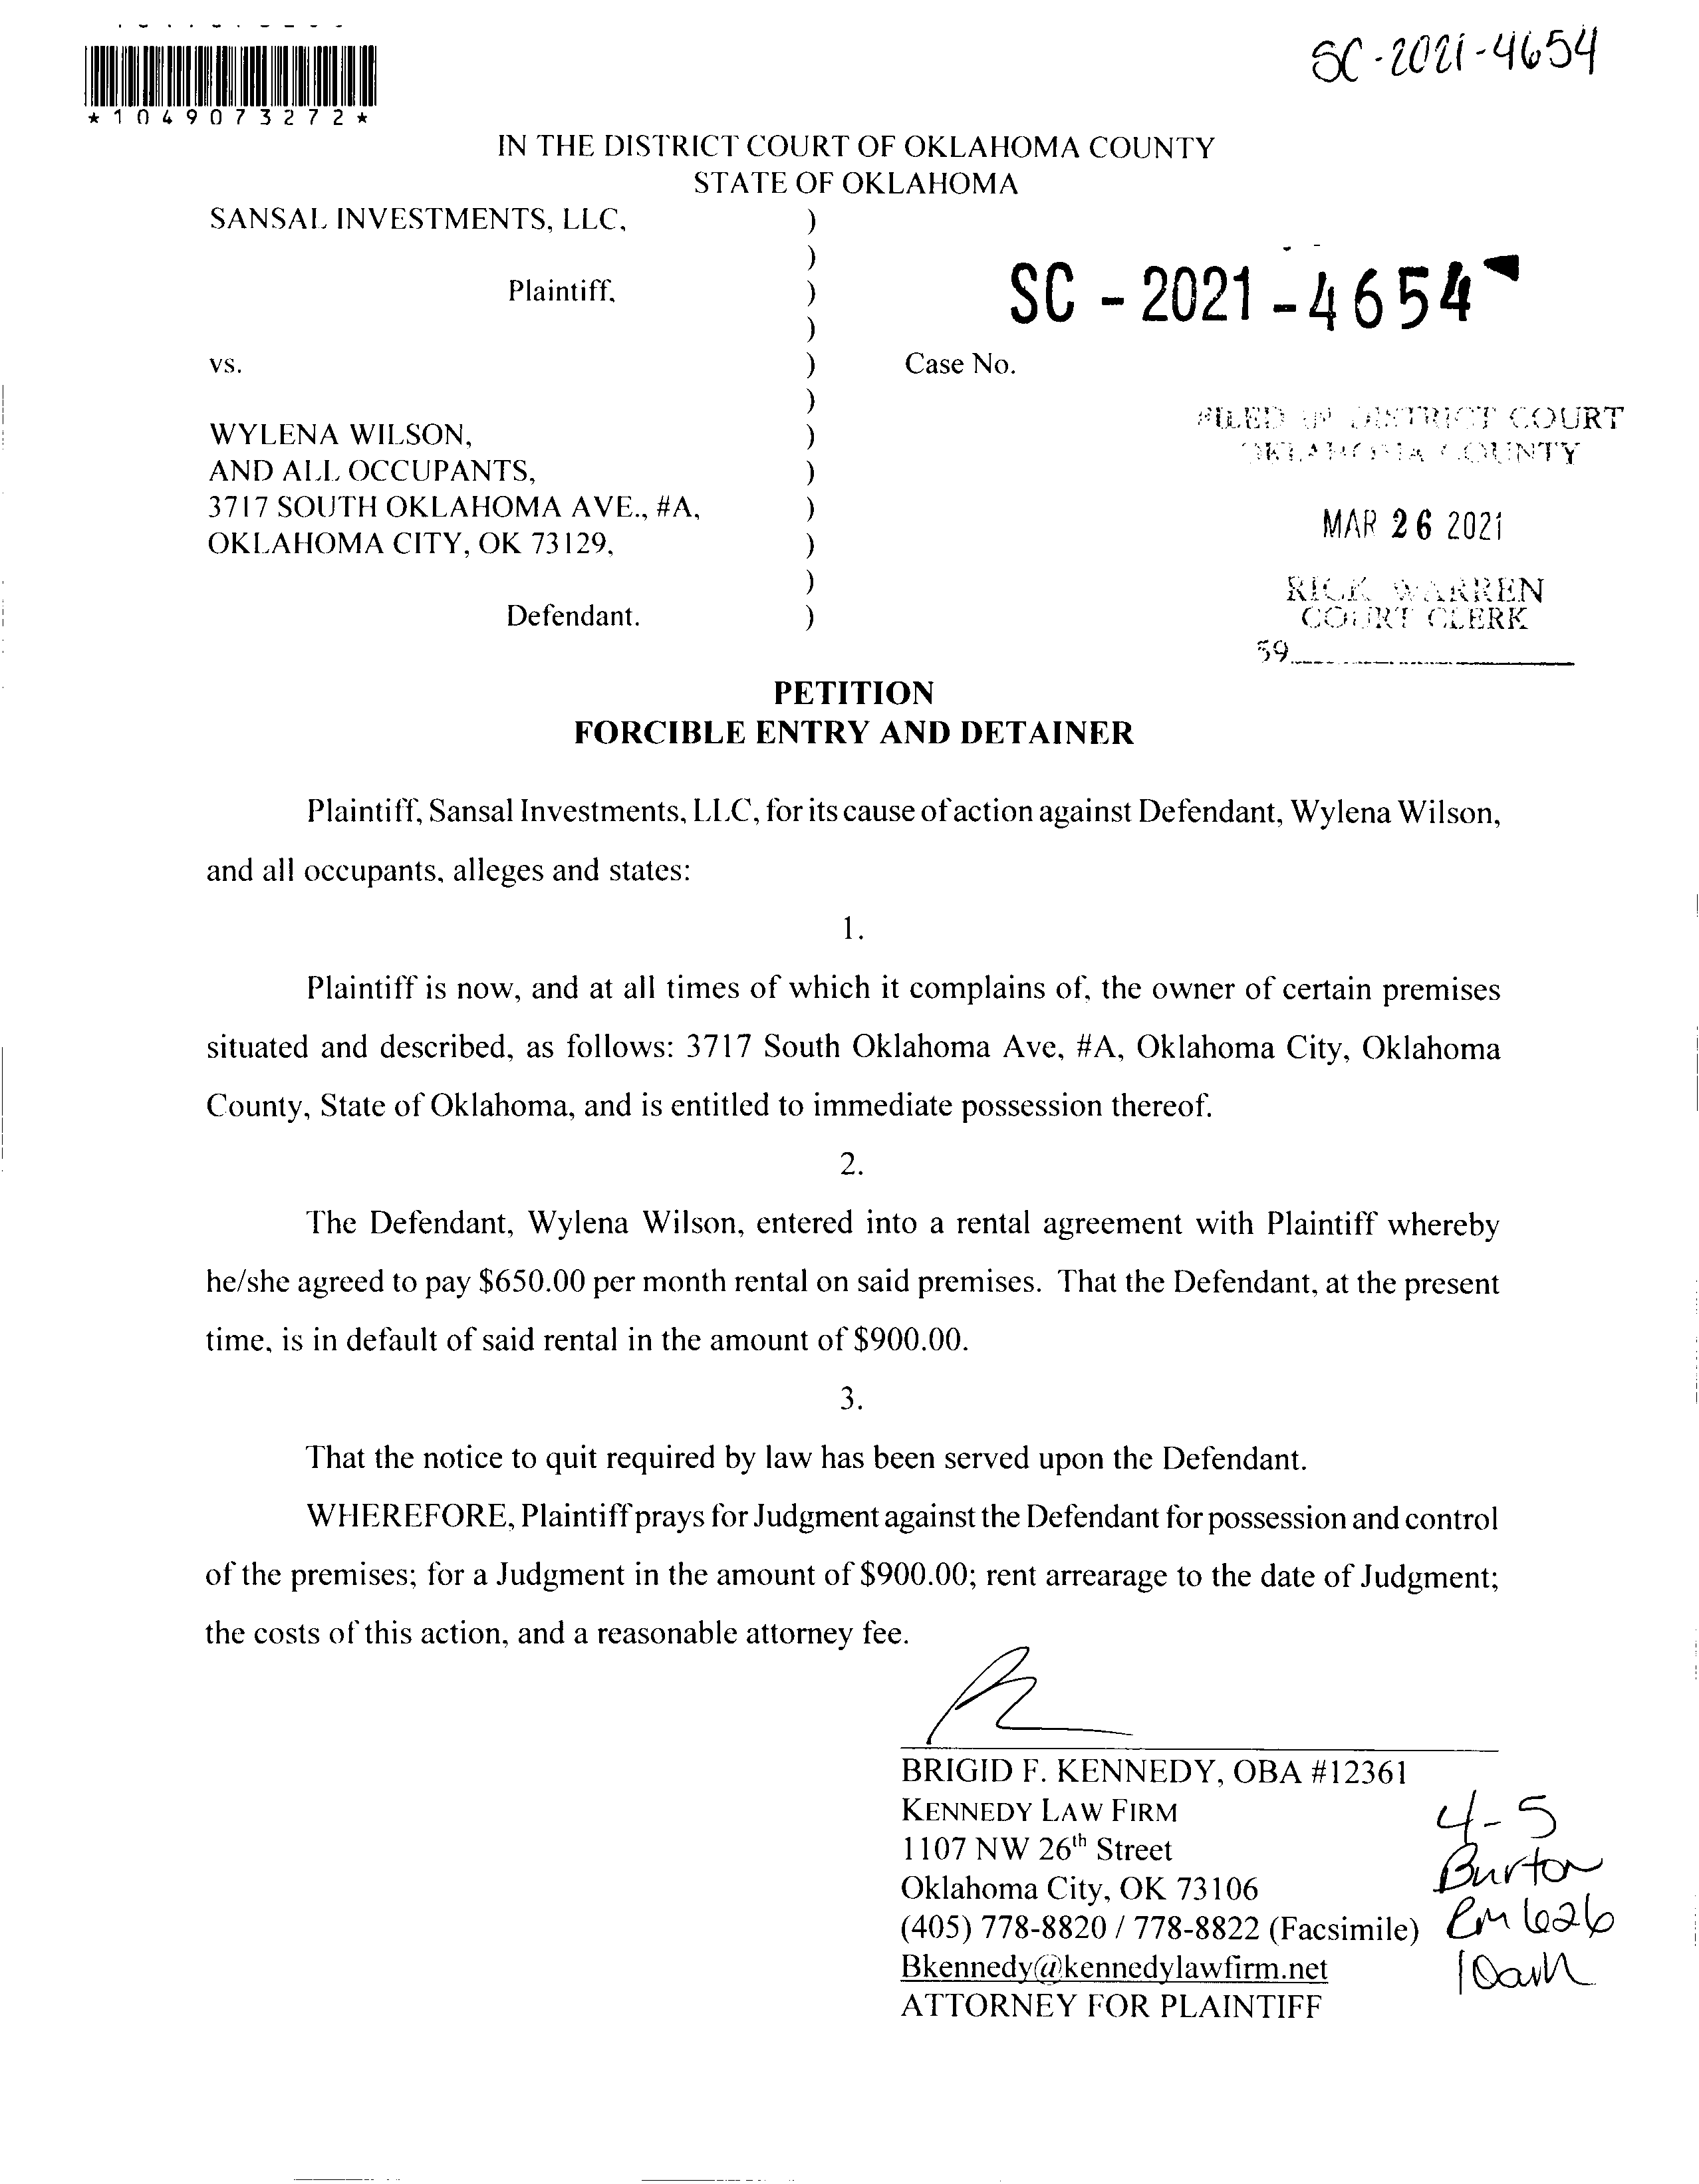 SC-2021-4654
*1049073272*
IN THE DISTRICT COURT OF OKLAHOMA COUNTY
STATE OF OKLAHOMA
SANSAL INVESTMENTS, LLC, )
)
Plaintiff, )
)
SC - 2021 - 4654
vs. ) Case No.
)
WYLENA WILSON, )
AND ALL OCCUPANTS, )
3717 SOUTH OKLAHOMA AVE., #A, )
OKLAHOMA CITY, OK 73129, )
)
Defendant. )
FILED IN DISTRICT COURT
OKLAHOMA COUNTY
MAR 26 2021
RICK WARREN
COURT CLERK
59
PETITION
FORCIBLE ENTRY AND DETAINER
Plaintiff, Sansal Investments, LLC, for its cause of action against Defendant, Wylena Wilson,
and all occupants, alleges and states:
1.
Plaintiff is now, and at all times of which it complains of, the owner of certain premises
situated and described, as follows: 3717 South Oklahoma Ave, #A, Oklahoma City, Oklahoma
County, State of Oklahoma, and is entitled to immediate possession thereof.
2.
The Defendant, Wylena Wilson, entered into a rental agreement with Plaintiff whereby
he/she agreed to pay $650.00 per month rental on said premises. That the Defendant, at the present
time, is in default of said rental in the amount of $900.00.
3.
That the notice to quit required by law has been served upon the Defendant.
WHEREFORE, Plaintiff prays for Judgment against the Defendant for possession and control
of the premises; for a Judgment in the amount of $900.00; rent arrearage to the date of Judgment;
the costs of this action, and a reasonable attorney fee.
BRIGID F. KENNEDY, OBA #12361
KENNEDY LAW FIRM
1107 NW 26th Street
Oklahoma City, OK 73106
(405) 778-8820 / 778-8822 (Facsimile)
Bkennedy@kennedylawfirm.net
ATTORNEY FOR PLAINTIFF
4-5
Burton
Rm 626
10am